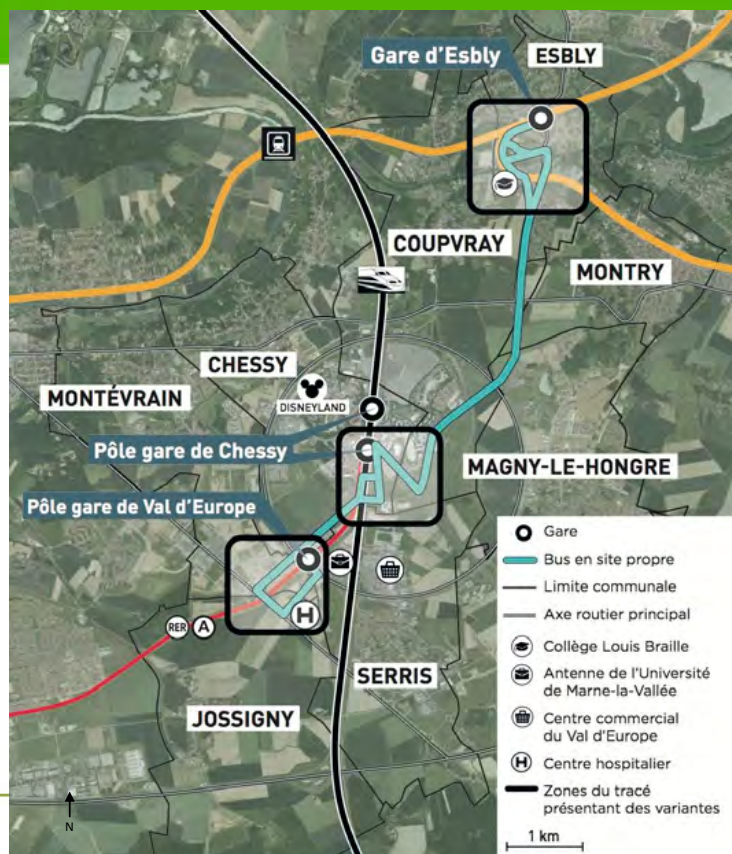 Gare d'Esbly
ESBLY
COUPVRAY
MONTRY
CHESSY
MONTÉVRAIN
DISNEYLAND
Pôle gare de Chessy
MAGNY-LE-HONGRE
Pôle gare de Val d'Europe
RER A
H
SERRIS
JOSSIGNY
N
Gare
Bus en site propre
Limite communale
Axe routier principal
Collège Louis Braille
Antenne de l'Université
de Marne-la-Vallée
Centre commercial
du Val d'Europe
H Centre hospitalier
Zones du tracé
présentant des variantes
1 km